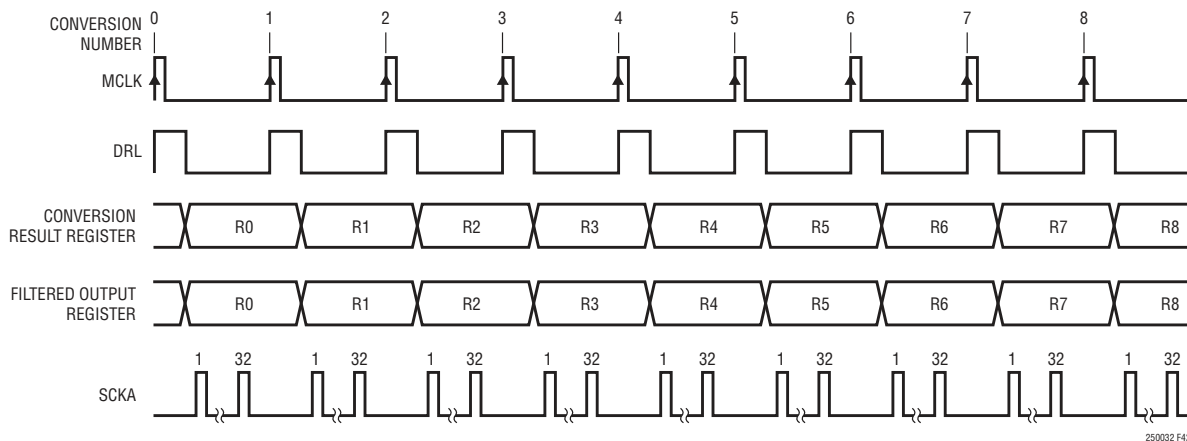 CONVERSION NUMBER 0 1 2 3 4 5 6 7 8
MCLK
DRL
CONVERSION RESULT REGISTER R0 R1 R2 R3 R4 R5 R6 R7 R8
FILTERED OUTPUT REGISTER R0 R1 R2 R3 R4 R5 R6 R7 R8
1 32 1 32 1 32 1 32 1 32 1 32 1 32 1 32 1 32
SCKA